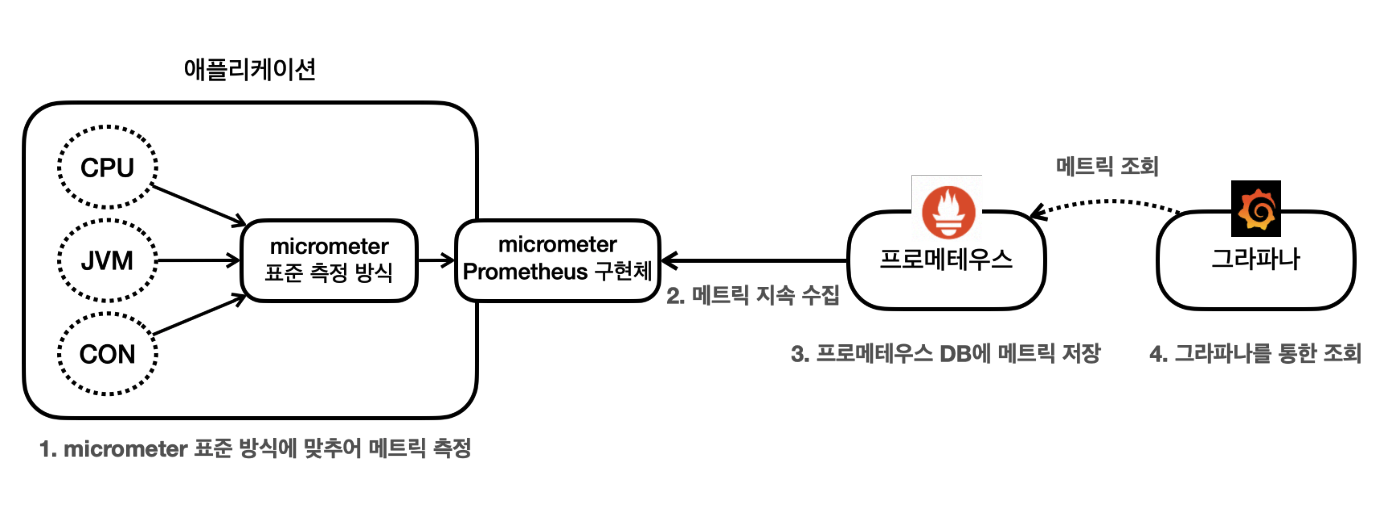 애플리케이션
CPU
JVM
CON
micrometer
표준 측정 방식
micrometer
Prometheus 구현체
프로메테우스
메트릭 조회
그라파나
2. 메트릭 지속 수집
3. 프로메테우스 DB에 메트릭 저장
4. 그라파나를 통한 조회
1. micrometer 표준 방식에 맞추어 메트릭 측정